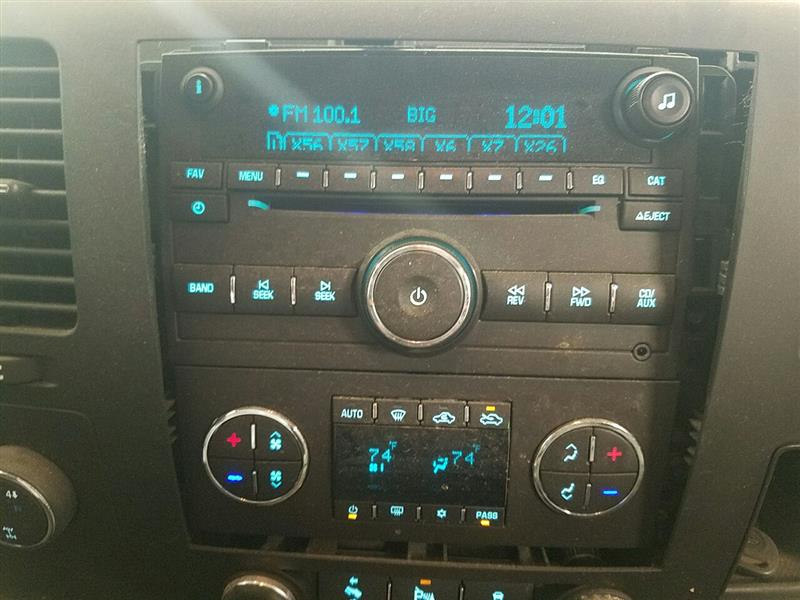 FM 100.1 BIG 12:01
X56 X57 X58 X6 X7 X26
FAV MENU EQ CAT
EJECT
BAND SEEK SEEK REV FWD CD/AUX
AUTO
74°F 74°F
PASS